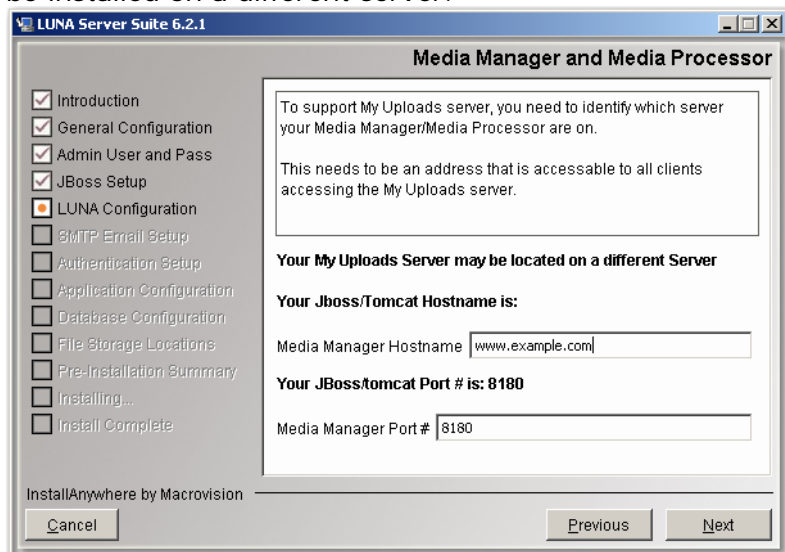 be installed on a different server.
LUNA Server Suite 6.2.1
Media Manager and Media Processor
Introduction
General Configuration
Admin User and Pass
JBoss Setup
LUNA Configuration
SMTP Email Setup
Authentication Setup
Application Configuration
Database Configuration
File Storage Locations
Pre-Installation Summary
Installing...
Install Complete
To support My Uploads server, you need to identify which server
your Media Manager/Media Processor are on.
This needs to be an address that is accessable to all clients
accessing the My Uploads server.
Your My Uploads Server may be located on a different Server
Your Jboss/Tomcat Hostname is:
Media Manager Hostname www.example.com
Your JBoss/tomcat Port # is: 8180
Media Manager Port # 8180
InstallAnywhere by Macrovision
Cancel
Previous
Next